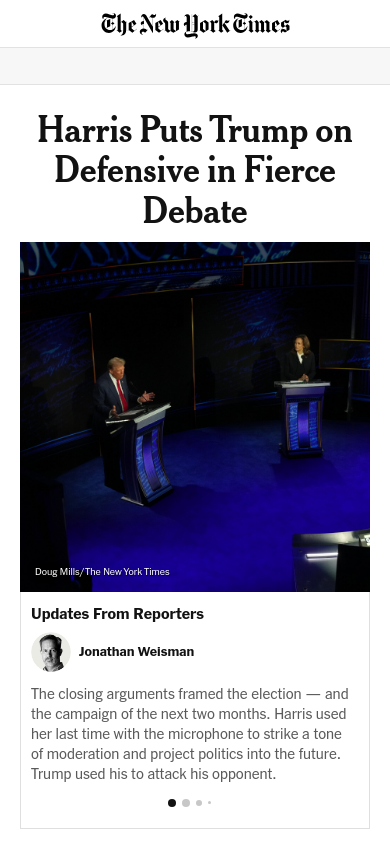 The New York Times
Harris Puts Trump on
Defensive in Fierce
Debate
Doug Mills/The New York Times
Updates From Reporters
Jonathan Weisman
The closing arguments framed the election — and
the campaign of the next two months. Harris used
her last time with the microphone to strike a tone
of moderation and project politics into the future.
Trump used his to attack his opponent.